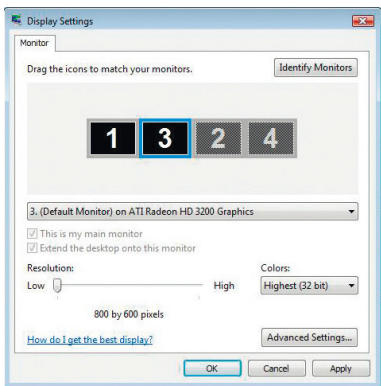 Display Settings
Monitor
Drag the icons to match your monitors.
Identify Monitors
1 3 2 4
3. (Default Monitor) on ATI Radeon HD 3200 Graphics
This is my main monitor
Extend the desktop onto this monitor
Resolution:
Colors:
Low
High
Highest (32 bit)
800 by 600 pixels
How do I get the best display?
Advanced Settings...
OK
Cancel
Apply